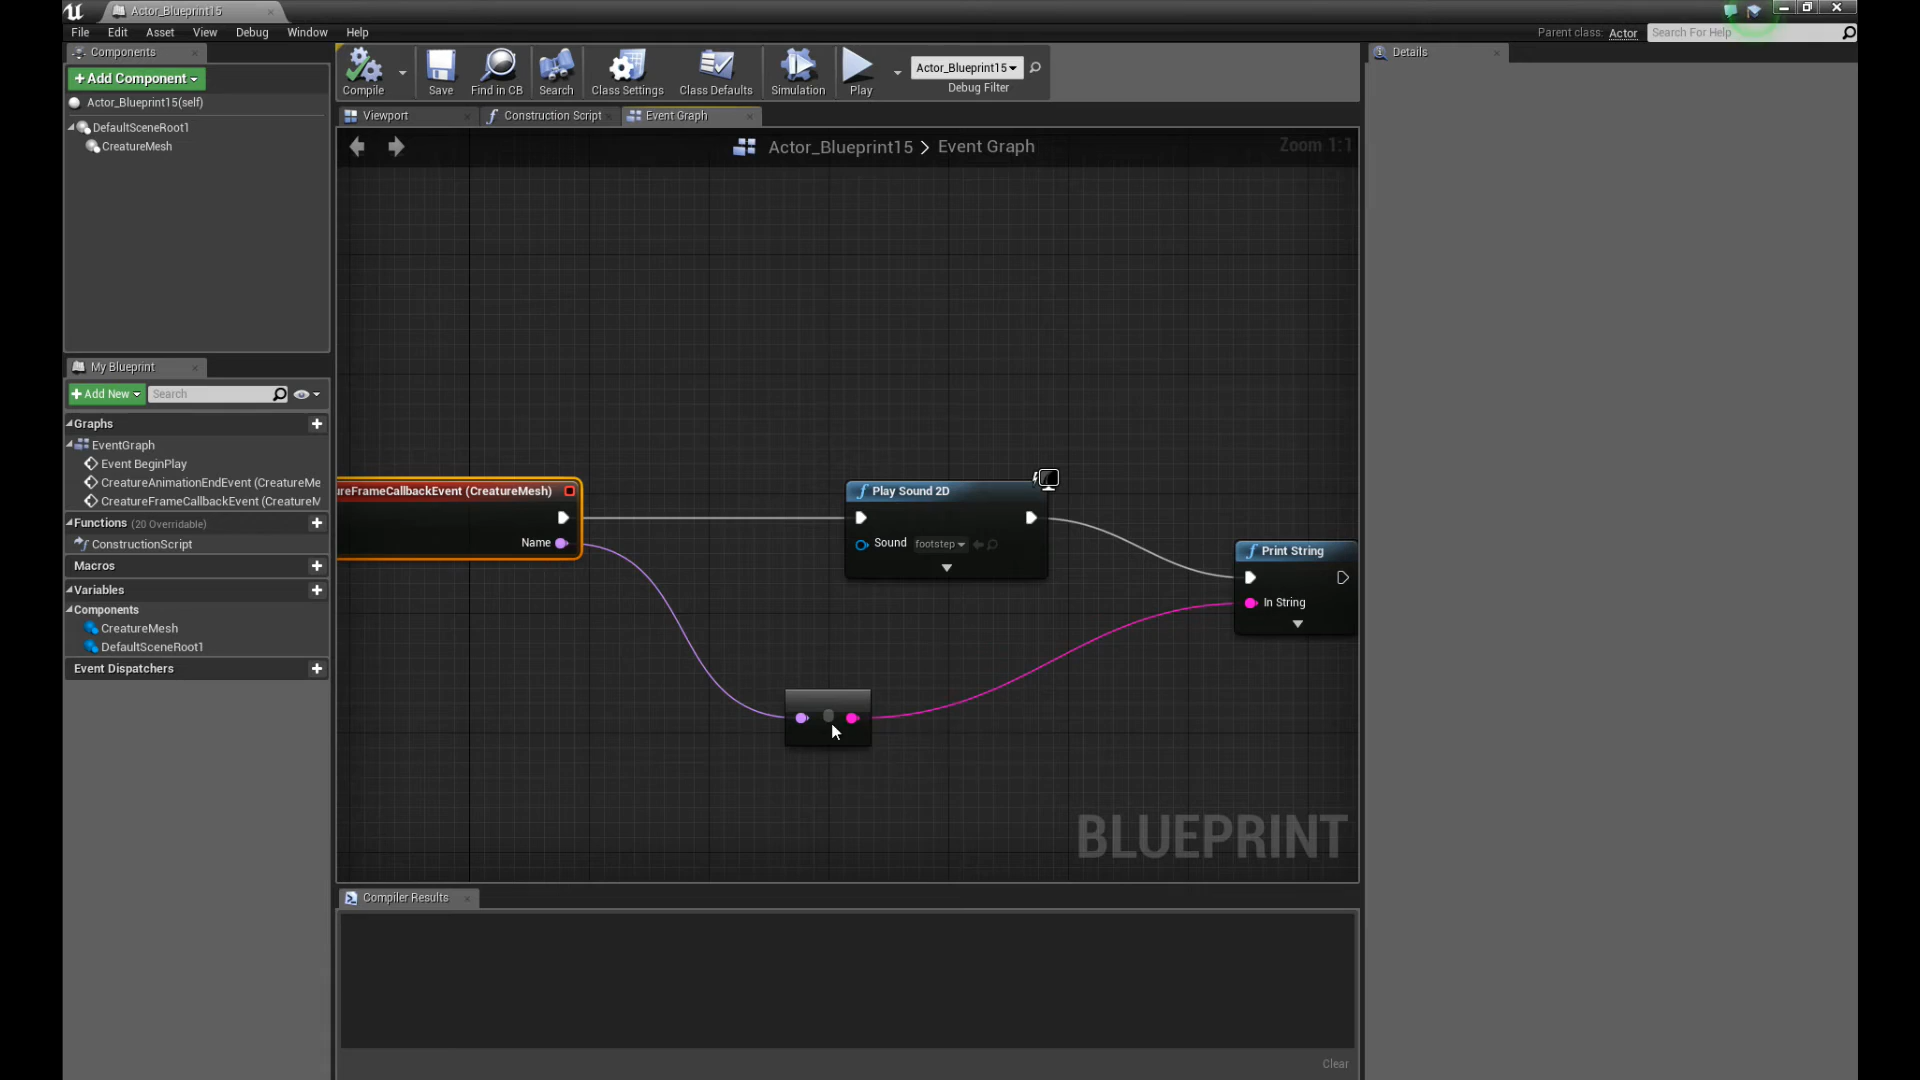 Actor_Blueprint15
File Edit Asset View Debug Window Help
Parent class: Actor Search For Help
Components
Add Component
Actor_Blueprint15(self)
DefaultSceneRoot1
CreatureMesh
Compile Save Find in CB Search Class Settings Class Defaults Simulation Play
Actor_Blueprint15
Debug Filter
Details
Viewport Construction Script Event Graph
Actor_Blueprint15 > Event Graph
Zoom 1:1
My Blueprint
Add New Search
Graphs
EventGraph
Event BeginPlay
CreatureAnimationEndEvent (CreatureMe
CreatureFrameCallbackEvent (CreatureM
Functions (20 Overridable)
ConstructionScript
Macros
Variables
Components
CreatureMesh
DefaultSceneRoot1
Event Dispatchers
ureFrameCallbackEvent (CreatureMesh)
Name
Play Sound 2D
Sound footstep
Print String
In String
BLUEPRINT
Compiler Results
Clear